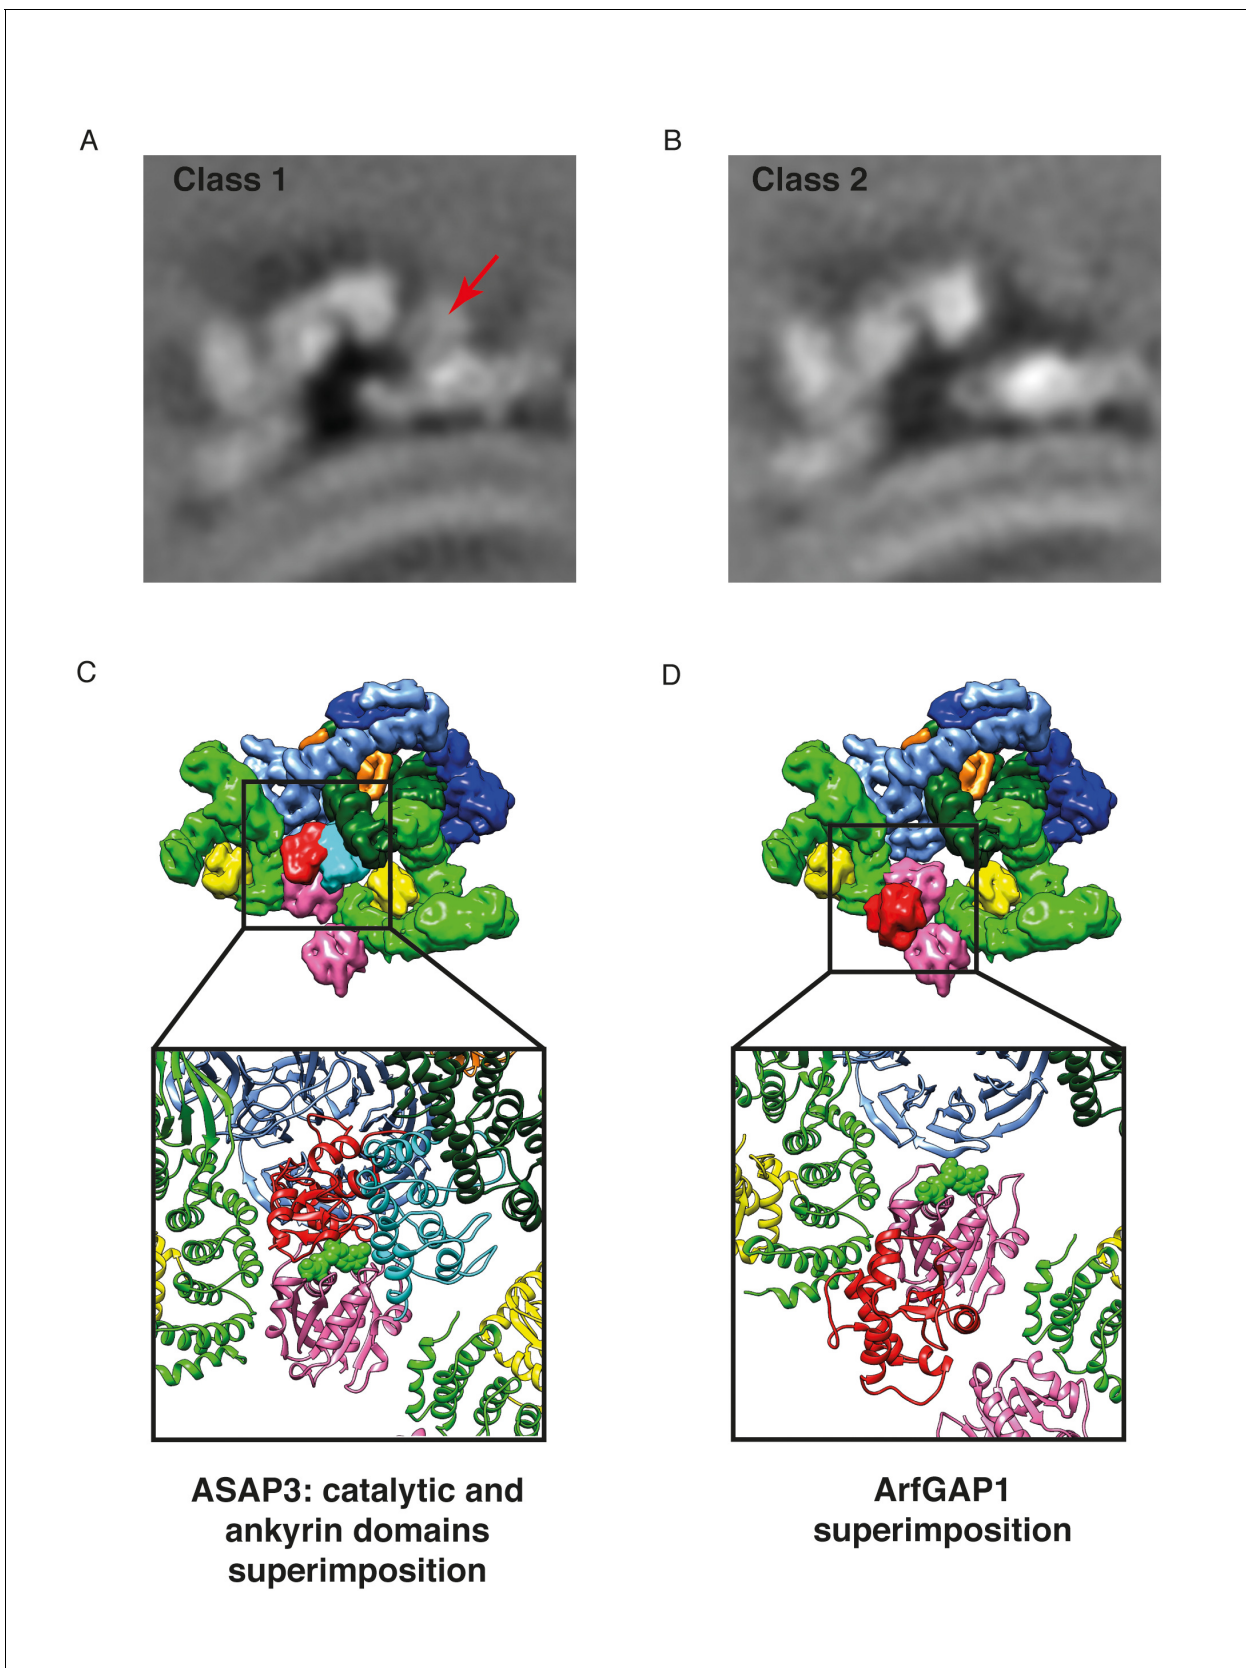 A
B
Class 1
Class 2
C
D
ASAP3: catalytic and
ankyrin domains
superimposition
ArfGAP1
superimposition